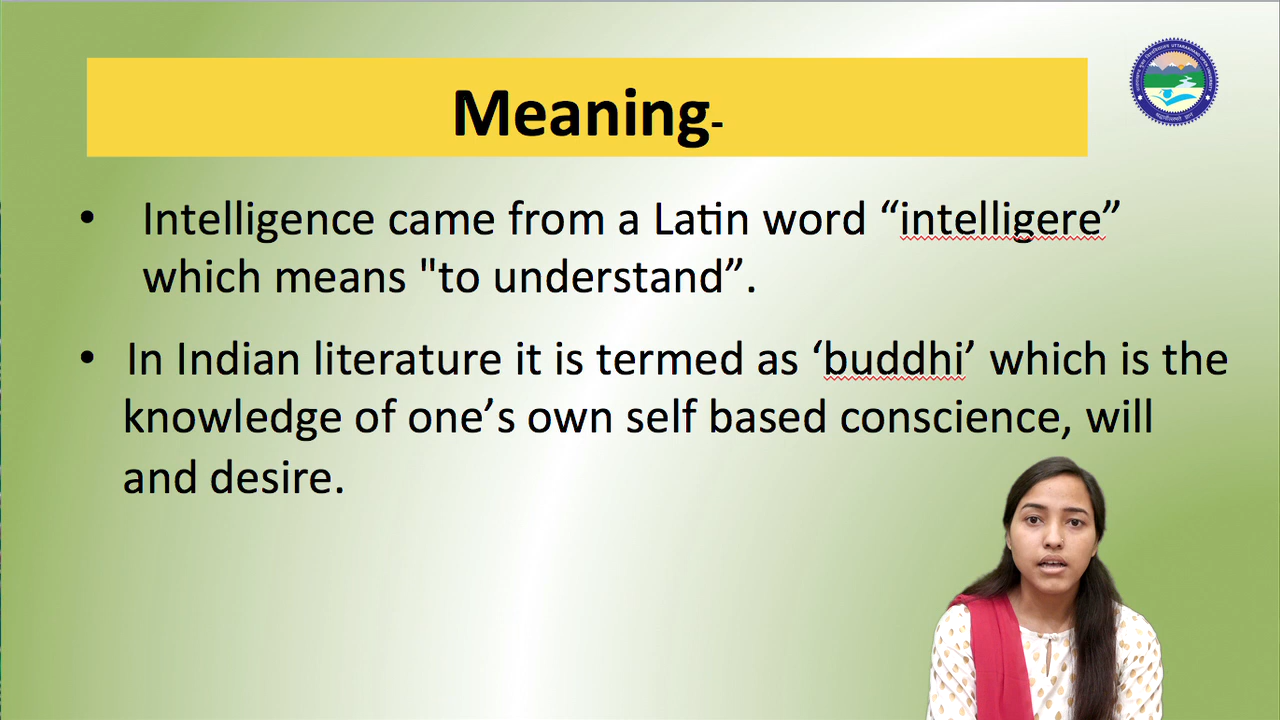 Meaning-
• Intelligence came from a Latin word “intelligere”
which means "to understand”.
• In Indian literature it is termed as ‘buddhi’ which is the
knowledge of one’s own self based conscience, will
and desire.